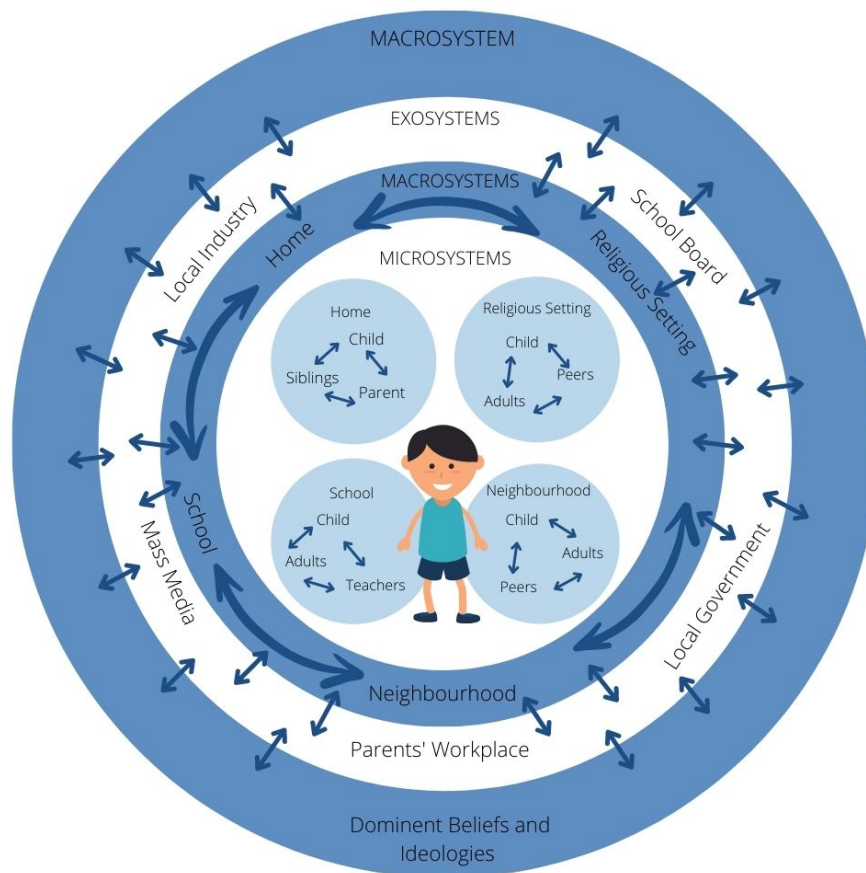 MACROSYSTEM
EXOSYSTEMS
MACROSYSTEMS
MICROSYSTEMS
Local Industry
School Board
Home
Religious Setting
Home
Child
Siblings
Parent
Religious Setting
Child
Peers
Adults
School
Child
Adults
Teachers
Neighbourhood
Child
Adults
Peers
School
Mass Media
Local Government
Neighbourhood
Parents' Workplace
Dominent Beliefs and
Ideologies